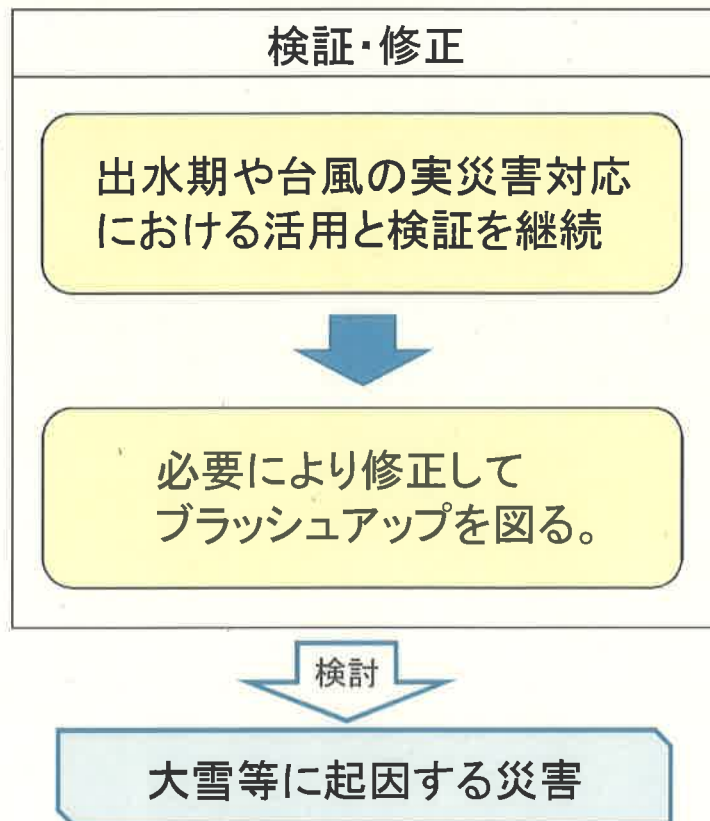 検証・修正
出水期や台風の実災害対応
における活用と検証を継続
必要により修正して
ブラッシュアップを図る。
検討
大雪等に起因する災害